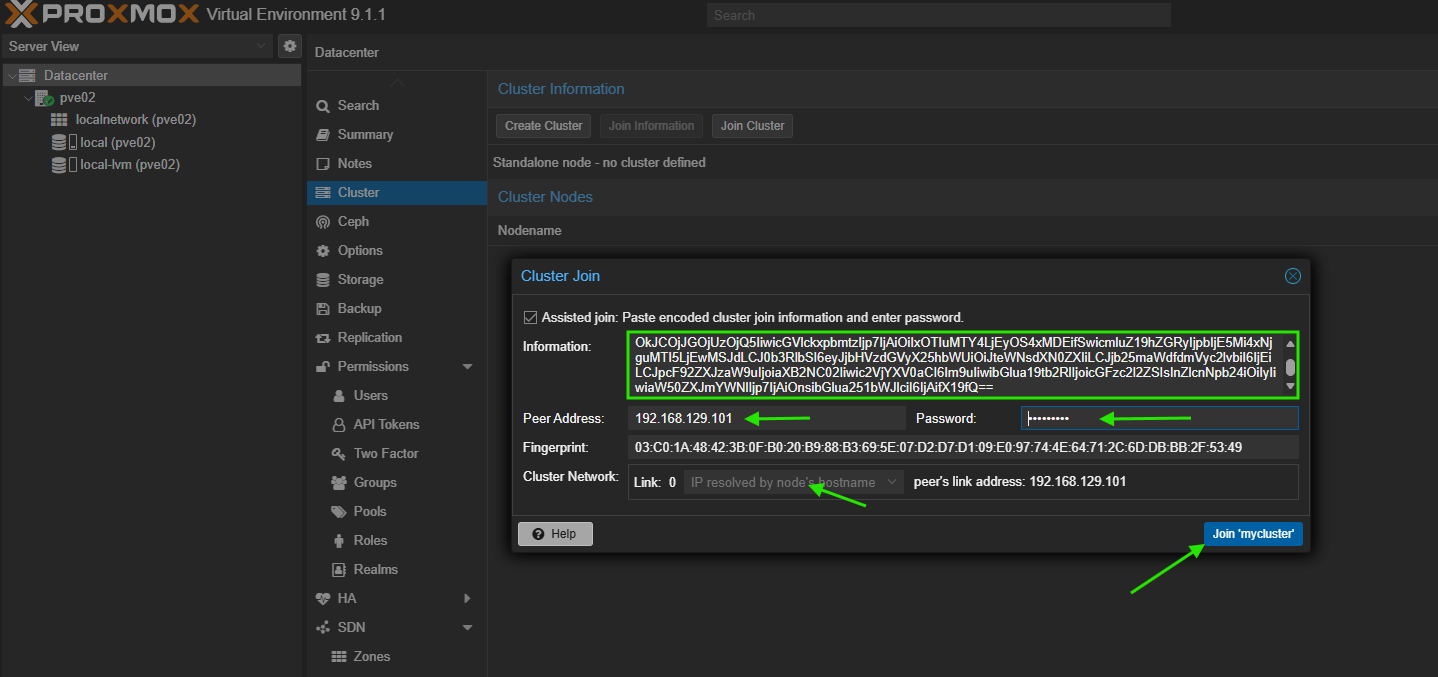 PROXMOX Virtual Environment 9.1.1
Search
Server View
Datacenter
pve02
localnetwork (pve02)
local (pve02)
local-lvm (pve02)
Datacenter
Search
Summary
Notes
Cluster
Ceph
Options
Storage
Backup
Replication
Permissions
Users
API Tokens
Two Factor
Groups
Pools
Roles
Realms
HA
SDN
Zones
Cluster Information
Create Cluster
Join Information
Join Cluster
Standalone node - no cluster defined
Cluster Nodes
Nodename
Cluster Join
Assisted join: Paste encoded cluster join information and enter password.
Information:
Peer Address: 192.168.129.101 Password: •••••••••
Fingerprint: 03:C0:1A:48:42:3B:0F:B0:20:B9:88:B3:69:5E:07:D2:D7:D1:09:E0:97:74:4E:64:71:2C:6D:DB:BB:2F:53:49
Cluster Network: Link: 0 IP resolved by node's hostname peer's link address: 192.168.129.101
Help
Join 'mycluster'